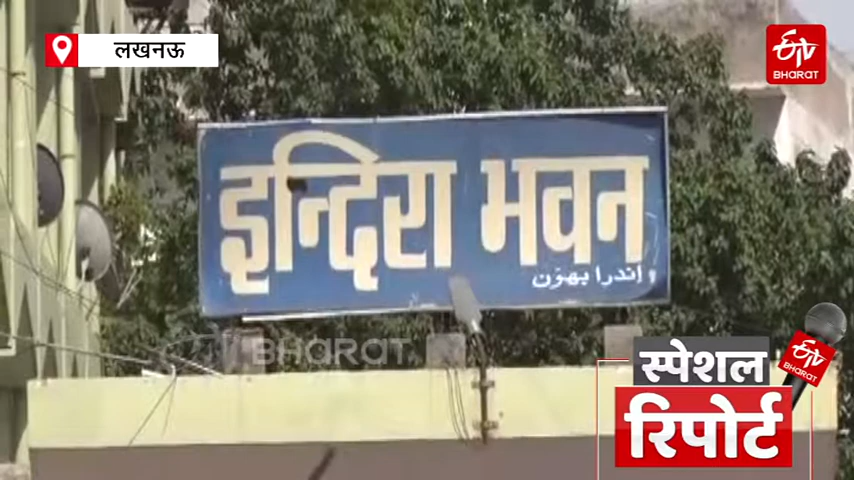 लखनऊ
ETV
BHARAT
इन्दिरा भवन
اندرا بھون
BHARAT
स्पेशल
रिपोर्ट
ETV
BHARAT